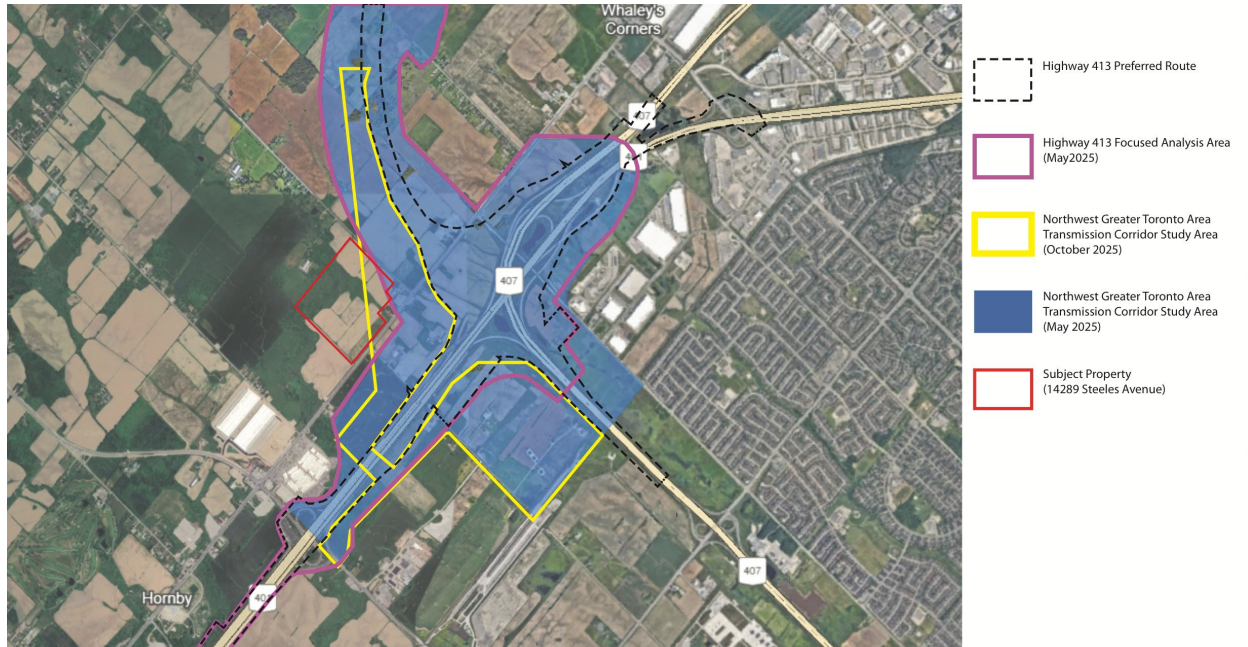 Whaley's
Corners
407
407
407
Hornby
Highway 413 Preferred Route
Highway 413 Focused Analysis Area
(May2025)
Northwest Greater Toronto Area
Transmission Corridor Study Area
(October 2025)
Northwest Greater Toronto Area
Transmission Corridor Study Area
(May 2025)
Subject Property
(14289 Steeles Avenue)